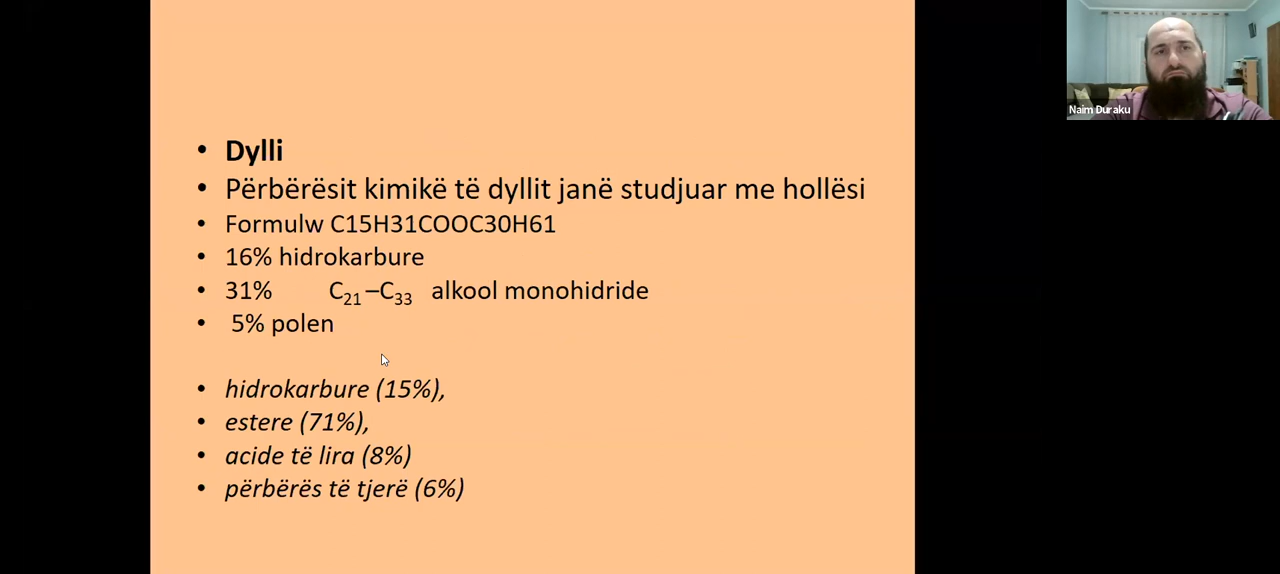 Dylli
Përbërësit kimikë të dyllit janë studjuar me hollësi
Formulw C15H31COOC30H61
16% hidrokarbure
31% C21–C33 alkool monohidride
5% polen
hidrokarbure (15%),
estere (71%),
acide të lira (8%)
përbërës të tjerë (6%)
Naim Duraku